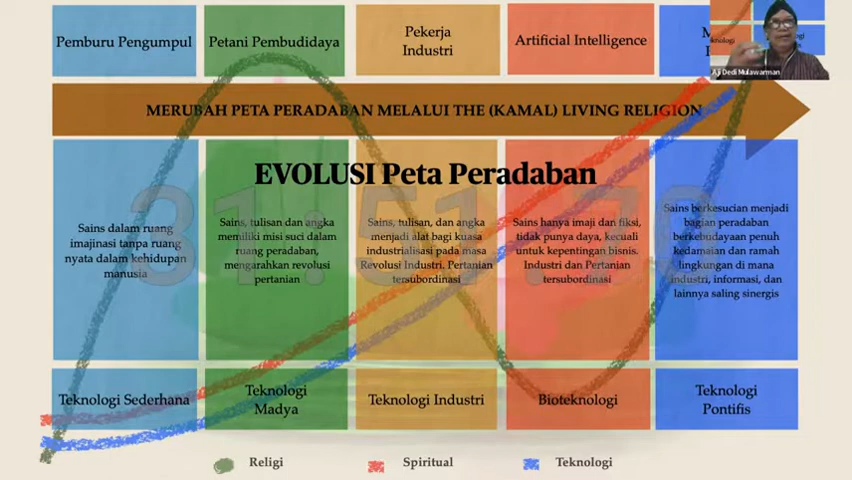 Pemburu Pengumpul
Petani Pembudidaya
Pekerja
Industri
Artificial Intelligence
Aji Dedi Mulawarman
MERUBAH PETA PERADABAN MELALUI THE (KAMAL) LIVING RELIGION
EVOLUSI Peta Peradaban
Sains dalam ruang
imajinasi tanpa ruang
nyata dalam kehidupan
manusia
Sains, tulisan dan angka
memiliki misi suci dalam
ruang peradaban,
mengarahkan revolusi
pertanian
Sains, tulisan, dan angka
menjadi alat bagi kuasa
industrialisasi pada masa
Revolusi Industri. Pertanian
tersubordinasi
Sains hanya imaji dan fiksi,
tidak punya daya, kecuali
untuk kepentingan bisnis.
Industri dan Pertanian
tersubordinasi
Sains berkesucian menjadi
bagian peradaban
berkebudayaan penuh
kedamaian dan ramah
lingkungan di mana
industri, informasi, dan
lainnya saling sinergis
Teknologi Sederhana
Teknologi
Madya
Teknologi Industri
Bioteknologi
Teknologi
Pontifis
Religi
Spiritual
Teknologi